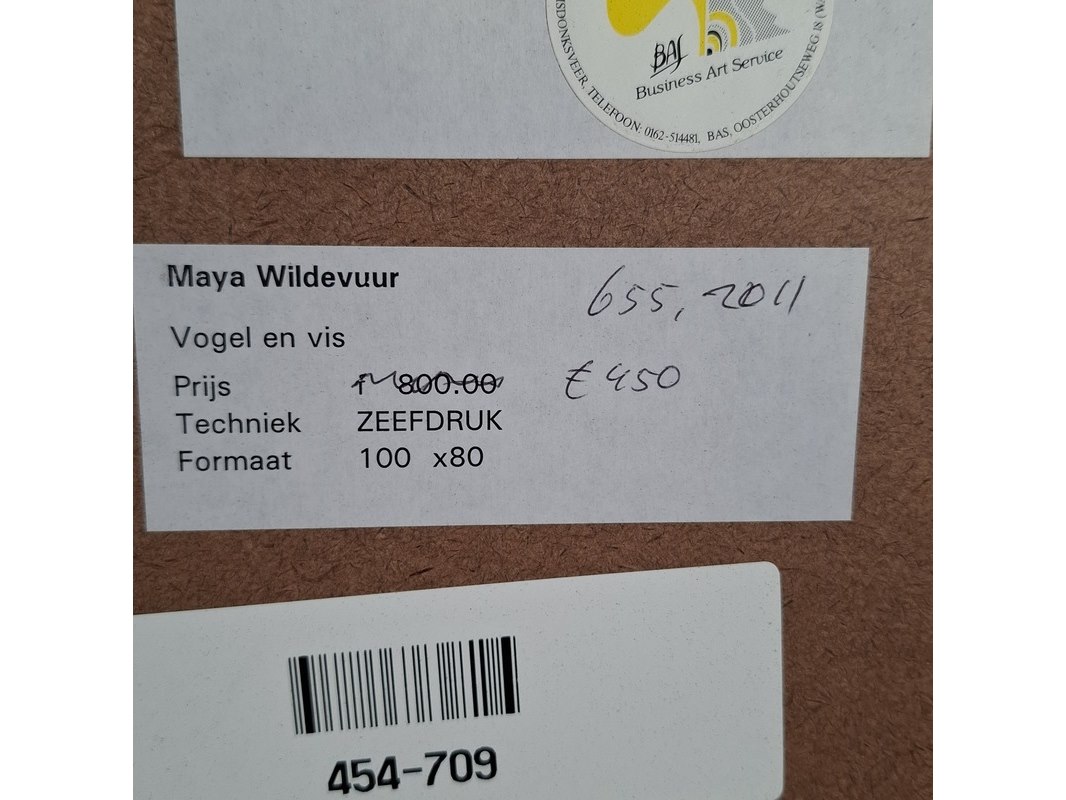 BAS
Business Art Service
ISDONKSVEER, TELEFOON: 0162-514481, BAS, OOSTERHOUTSEWEG 18
Maya Wildevuur
655, 2011
Vogel en vis
Prijs f 800.00 € 450
Techniek ZEEFDRUK
Formaat 100 x80
454-709